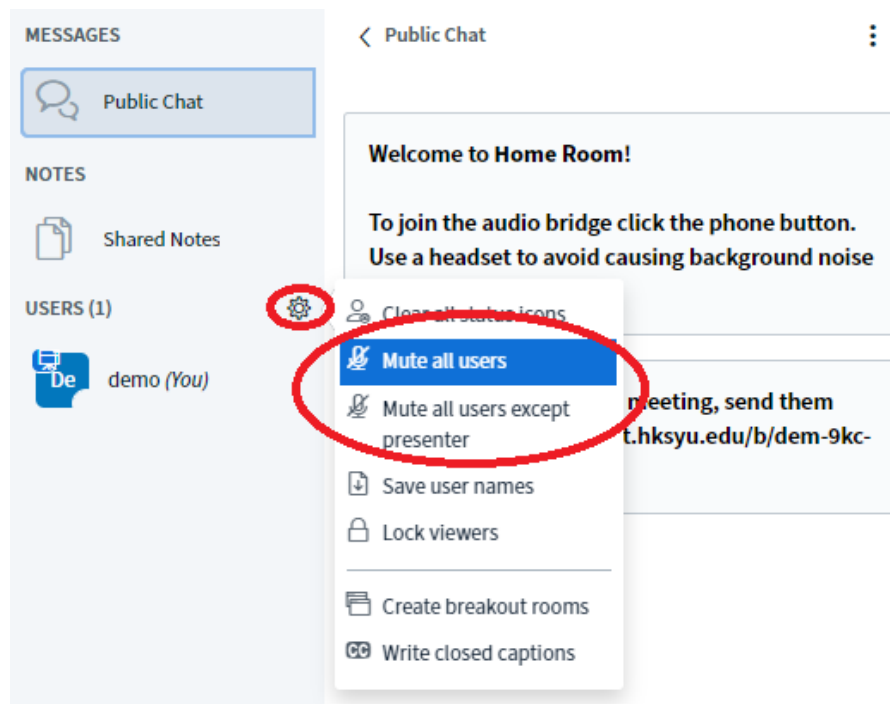 MESSAGES
Public Chat
NOTES
Shared Notes
USERS (1)
De
demo (You)
Public Chat
Welcome to Home Room!
To join the audio bridge click the phone button.
Use a headset to avoid causing background noise
Clear all status icons
Mute all users
Mute all users except
presenter
Save user names
Lock viewers
Create breakout rooms
CC Write closed captions
meeting, send them
t.hksyu.edu/b/dem-9kc-